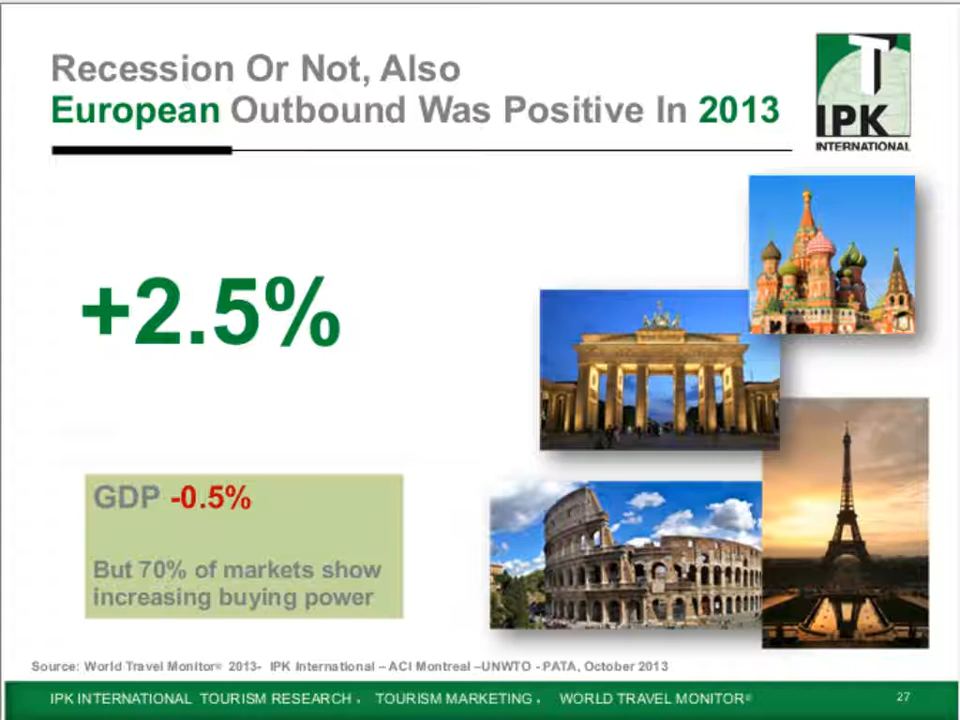 Recession Or Not, Also
European Outbound Was Positive In 2013
T
IPK
INTERNATIONAL
+2.5%
GDP -0.5%
But 70% of markets show
increasing buying power
Source: World Travel Monitor® 2013- IPK International – ACI Montreal –UNWTO - PATA, October 2013
IPK INTERNATIONAL TOURISM RESEARCH , TOURISM MARKETING , WORLD TRAVEL MONITOR®
27